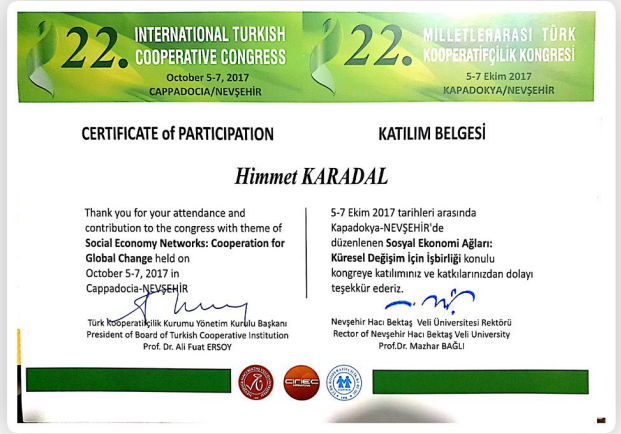 22. INTERNATIONAL TURKISH
COOPERATIVE CONGRESS
October 5-7, 2017
CAPPADOCIA/NEVŞEHİR
22. MİLLETLERARASI TÜRK
KOOPERATİFÇİLİK KONGRESİ
5-7 Ekim 2017
KAPADOKYA/NEVŞEHİR
CERTIFICATE of PARTICIPATION
KATILIM BELGESİ
Himmet KARADAL
Thank you for your attendance and
contribution to the congress with theme of
Social Economy Networks: Cooperation for
Global Change held on
October 5-7, 2017 in
Cappadocia-NEVŞEHİR
Türk Kooperatifçilik Kurumu Yönetim Kurulu Başkanı
President of Board of Turkish Cooperative Institution
Prof. Dr. Ali Fuat ERSOY
5-7 Ekim 2017 tarihleri arasında
Kapadokya-NEVŞEHİR'de
düzenlenen Sosyal Ekonomi Ağları:
Küresel Değişim İçin İşbirliği konulu
kongreye katılımınız ve katkılarınızdan dolayı
teşekkür ederiz.
Nevşehir Hacı Bektaş Veli Üniversitesi Rektörü
Rector of Nevşehir Hacı Bektaş Veli University
Prof.Dr. Mazhar BAĞLI
CIRIEC